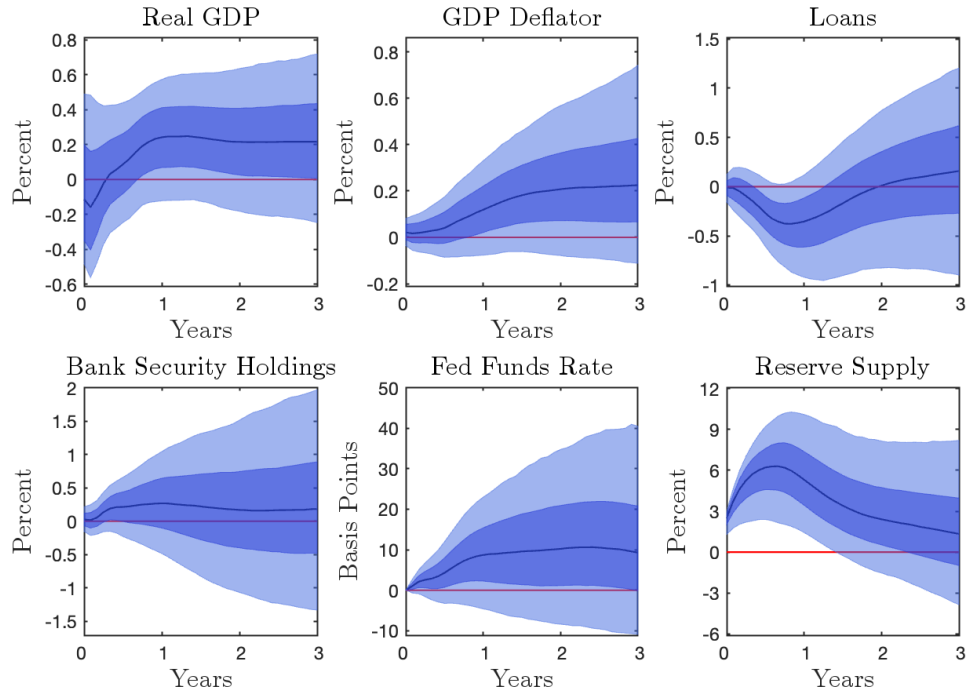 Real GDP
Percent
0.8
0.6
0.4
0.2
0
-0.2
-0.4
-0.6
0 1 2 3
Years
GDP Deflator
Percent
0.8
0.6
0.4
0.2
0
-0.2
0 1 2 3
Years
Loans
Percent
1.5
1
0.5
0
-0.5
-1
0 1 2 3
Years
Bank Security Holdings
Percent
2
1.5
1
0.5
0
-0.5
-1
-1.5
0 1 2 3
Years
Fed Funds Rate
Basis Points
50
40
30
20
10
0
-10
0 1 2 3
Years
Reserve Supply
Percent
12
9
6
3
0
-3
-6
0 1 2 3
Years